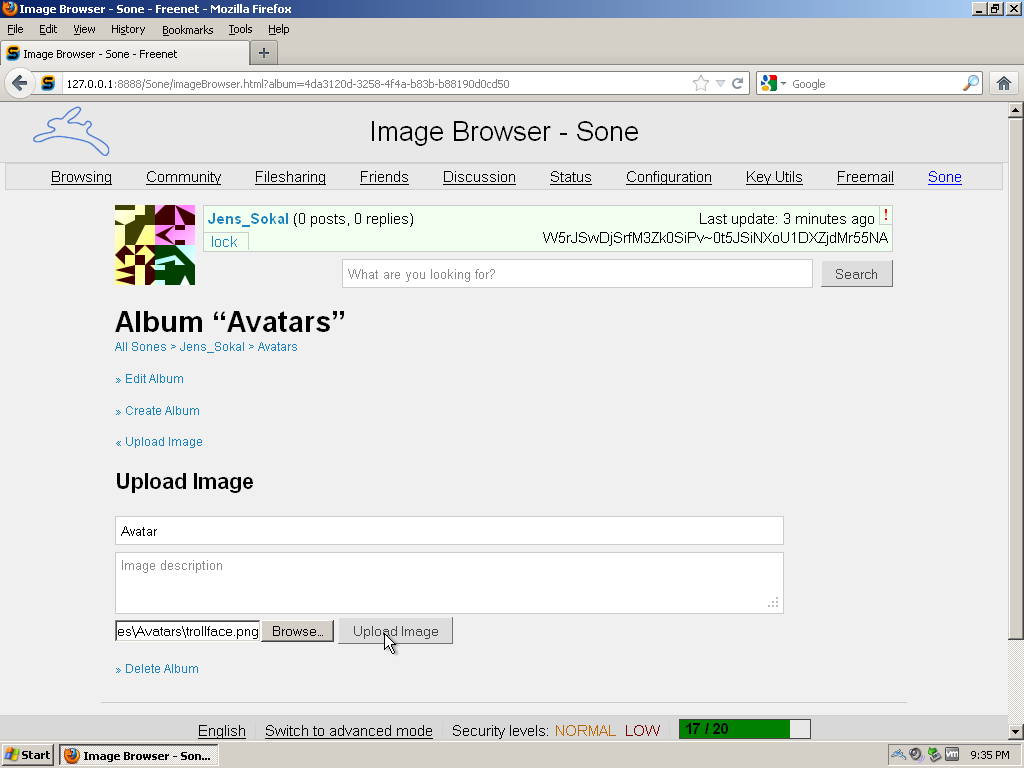 Image Browser - Sone - Freenet - Mozilla Firefox
File Edit View History Bookmarks Tools Help
Image Browser - Sone - Freenet
127.0.0.1:8888/Sone/imageBrowser.html?album=4da3120d-3258-4f4a-b83b-b88190d0cd50
Google
Image Browser - Sone
Browsing Community Filesharing Friends Discussion Status Configuration Key Utils Freemail Sone
Jens_Sokal (0 posts, 0 replies) Last update: 3 minutes ago !
lock W5rJSwDjSrfM3Zk0SiPv~0t5JSiNXoU1DXZjdMr55NA
What are you looking for? Search
Album “Avatars”
All Sones > Jens_Sokal > Avatars
» Edit Album
» Create Album
« Upload Image
Upload Image
Avatar
Image description
es\Avatars\trollface.png Browse... Upload Image
» Delete Album
English Switch to advanced mode Security levels: NORMAL LOW 17 / 20
Start Image Browser - Son... 9:35 PM